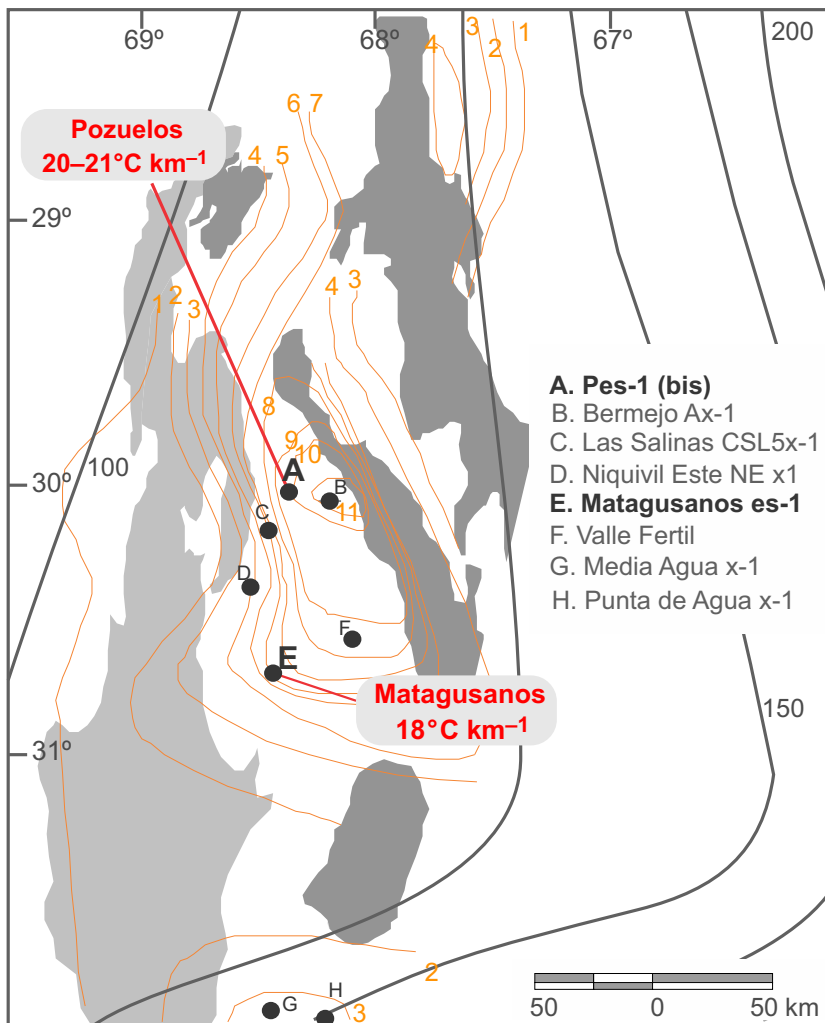 69º
68º
67º
200
3
1
4
2
6 7
Pozuelos
20–21°C km–1
4
5
29º
1
2
3
4
3
8
9
10
A
B
11
30º
100
C
D
F
E
Matagusanos
18°C km–1
31º
150
A. Pes-1 (bis)
B. Bermejo Ax-1
C. Las Salinas CSL5x-1
D. Niquivil Este NE x1
E. Matagusanos es-1
F. Valle Fertil
G. Media Agua x-1
H. Punta de Agua x-1
2
H
G
3
50 0 50 km